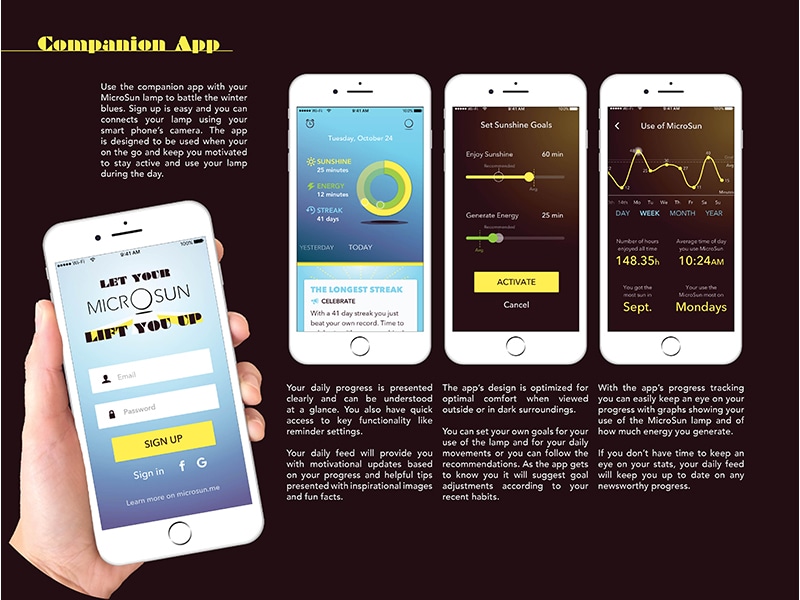 Companion App
Use the companion app with your
MicroSun lamp to battle the winter
blues. Sign up is easy and you can
connects your lamp using your
smart phone's camera. The app
is designed to be used when your
on the go and keep you motivated
to stay active and use your lamp
during the day.
Wi-Fi 9:41 AM 100%
LET YOUR
MICROSUN
LIFT YOU UP
Email
Password
SIGN UP
Sign in f G
Learn more on microsun.me
Wi-Fi 9:41 AM 100%
Tuesday, October 24
SUNSHINE
25 minutes
ENERGY
12 minutes
STREAK
41 days
YESTERDAY TODAY
THE LONGEST STREAK
CELEBRATE
With a 41 day streak you just
beat your own record. Time to
Your daily progress is presented
clearly and can be understood
at a glance. You also have quick
access to key functionality like
reminder settings.
Your daily feed will provide you
with motivational updates based
on your progress and helpful tips
presented with inspirational images
and fun facts.
9:41 AM 100%
Set Sunshine Goals
Enjoy Sunshine 60 min
Recommended
Avg.
Generate Energy 25 min
Recommended
Avg.
ACTIVATE
Cancel
The app's design is optimized for
optimal comfort when viewed
outside or in dark surroundings.
You can set your own goals for your
use of the lamp and for your daily
movements or you can follow the
recommendations. As the app gets
to know you it will suggest goal
adjustments according to your
recent habits.
Wi-Fi 9:41 AM 100%
Use of MicroSun
Mo Tu We Th Fr Sa Su
DAY WEEK MONTH YEAR
Number of hours
enjoyed all time
148.35h
Average time of day
you use MicroSun
10:24AM
You got the
most sun in
Sept.
Your use the
MicroSun most on
Mondays
With the app's progress tracking
you can easily keep an eye on your
progress with graphs showing your
use of the MicroSun lamp and of
how much energy you generate.
If you don't have time to keep an
eye on your stats, your daily feed
will keep you up to date on any
newsworthy progress.